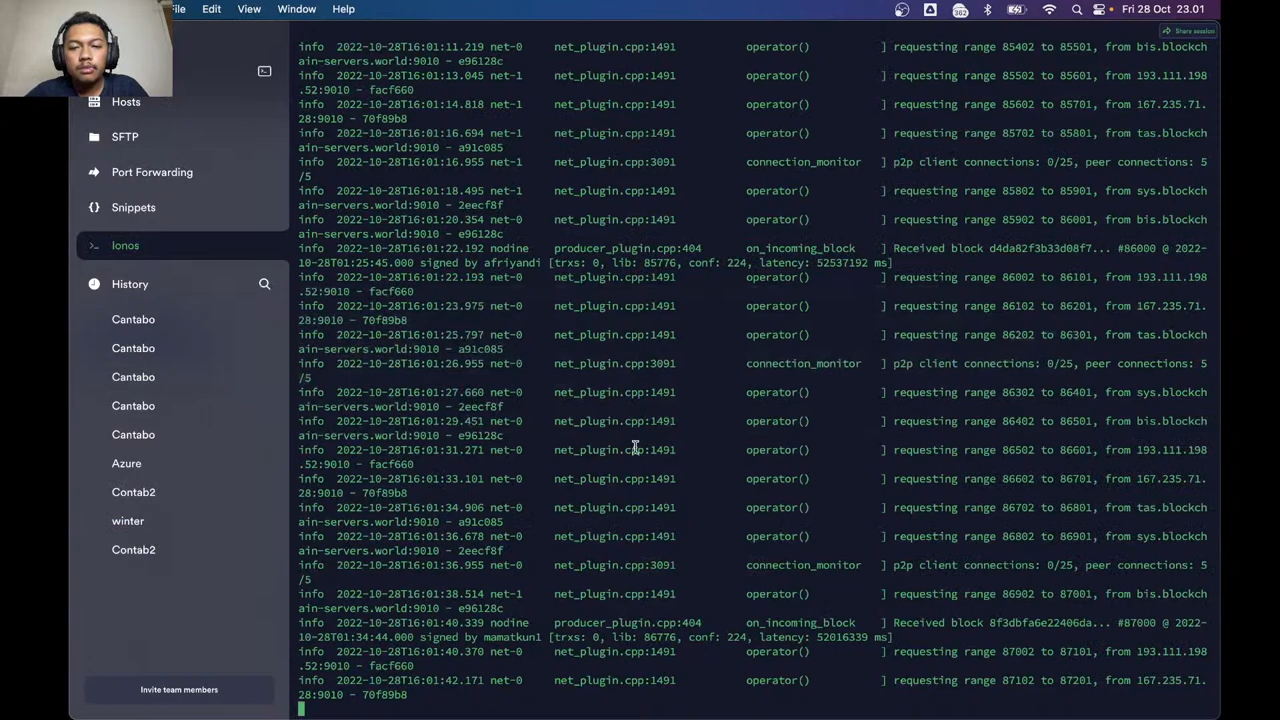 File Edit View Window Help
362
Fri 28 Oct 23.01
Share session
Hosts
SFTP
Port Forwarding
Snippets
Ionos
History
Cantabo
Cantabo
Cantabo
Cantabo
Cantabo
Azure
Contab2
winter
Contab2
Invite team members
info 2022-10-28T16:01:11.219 net-0 net_plugin.cpp:1491 operator() ] requesting range 85402 to 85501, from bis.blockch
ain-servers.world:9010 - e96128c
info 2022-10-28T16:01:13.045 net-1 net_plugin.cpp:1491 operator() ] requesting range 85502 to 85601, from 193.111.198
.52:9010 - facf660
info 2022-10-28T16:01:14.818 net-1 net_plugin.cpp:1491 operator() ] requesting range 85602 to 85701, from 167.235.71.
28:9010 - 70f89b8
info 2022-10-28T16:01:16.694 net-1 net_plugin.cpp:1491 operator() ] requesting range 85702 to 85801, from tas.blockch
ain-servers.world:9010 - a91c085
info 2022-10-28T16:01:16.955 net-1 net_plugin.cpp:3091 connection_monitor ] p2p client connections: 0/25, peer connections: 5
/5
info 2022-10-28T16:01:18.495 net-1 net_plugin.cpp:1491 operator() ] requesting range 85802 to 85901, from sys.blockch
ain-servers.world:9010 - 2eecf8f
info 2022-10-28T16:01:20.354 net-0 net_plugin.cpp:1491 operator() ] requesting range 85902 to 86001, from bis.blockch
ain-servers.world:9010 - e96128c
info 2022-10-28T16:01:22.192 nodine producer_plugin.cpp:404 on_incoming_block ] Received block d4da82f3b33d08f7... #86000 @ 2022-
10-28T01:25:45.000 signed by afriyandi [trxs: 0, lib: 85776, conf: 224, latency: 52537192 ms]
info 2022-10-28T16:01:22.193 net-0 net_plugin.cpp:1491 operator() ] requesting range 86002 to 86101, from 193.111.198
.52:9010 - facf660
info 2022-10-28T16:01:23.975 net-0 net_plugin.cpp:1491 operator() ] requesting range 86102 to 86201, from 167.235.71.
28:9010 - 70f89b8
info 2022-10-28T16:01:25.797 net-0 net_plugin.cpp:1491 operator() ] requesting range 86202 to 86301, from tas.blockch
ain-servers.world:9010 - a91c085
info 2022-10-28T16:01:26.955 net-0 net_plugin.cpp:3091 connection_monitor ] p2p client connections: 0/25, peer connections: 5
/5
info 2022-10-28T16:01:27.660 net-0 net_plugin.cpp:1491 operator() ] requesting range 86302 to 86401, from sys.blockch
ain-servers.world:9010 - 2eecf8f
info 2022-10-28T16:01:29.451 net-0 net_plugin.cpp:1491 operator() ] requesting range 86402 to 86501, from bis.blockch
ain-servers.world:9010 - e96128c
info 2022-10-28T16:01:31.271 net-0 net_plugin.cpp:1491 operator() ] requesting range 86502 to 86601, from 193.111.198
.52:9010 - facf660
info 2022-10-28T16:01:33.101 net-0 net_plugin.cpp:1491 operator() ] requesting range 86602 to 86701, from 167.235.71.
28:9010 - 70f89b8
info 2022-10-28T16:01:34.906 net-0 net_plugin.cpp:1491 operator() ] requesting range 86702 to 86801, from tas.blockch
ain-servers.world:9010 - a91c085
info 2022-10-28T16:01:36.678 net-0 net_plugin.cpp:1491 operator() ] requesting range 86802 to 86901, from sys.blockch
ain-servers.world:9010 - 2eecf8f
info 2022-10-28T16:01:36.955 net-0 net_plugin.cpp:3091 connection_monitor ] p2p client connections: 0/25, peer connections: 5
/5
info 2022-10-28T16:01:38.514 net-0 net_plugin.cpp:1491 operator() ] requesting range 86902 to 87001, from bis.blockch
ain-servers.world:9010 - e96128c
info 2022-10-28T16:01:40.339 nodine producer_plugin.cpp:404 on_incoming_block ] Received block 8f3dbfa6e22406da... #87000 @ 2022-
10-28T01:34:44.000 signed by mamatkun1 [trxs: 0, lib: 86776, conf: 224, latency: 52016339 ms]
info 2022-10-28T16:01:40.370 net-0 net_plugin.cpp:1491 operator() ] requesting range 87002 to 87101, from 193.111.198
.52:9010 - facf660
info 2022-10-28T16:01:42.171 net-0 net_plugin.cpp:1491 operator() ] requesting range 87102 to 87201, from 167.235.71.
28:9010 - 70f89b8